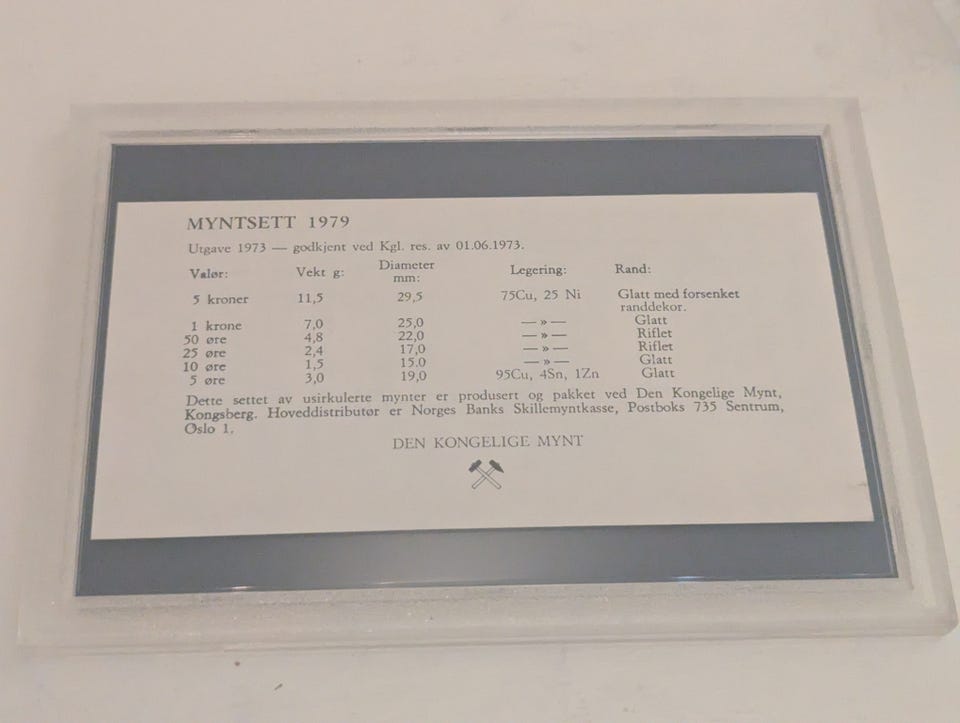 MYNTSETT 1979
Utgave 1973 — godkjent ved Kgl. res. av 01.06.1973.
Valør: Vekt g: Diameter mm: Legering: Rand:
5 kroner 11,5 29,5 75Cu, 25 Ni Glatt med forsenket
randdekor.
1 krone 7,0 25,0 — » — Glatt
50 øre 4,8 22,0 — » — Riflet
25 øre 2,4 17,0 — » — Riflet
10 øre 1,5 15.0 — » — Glatt
5 øre 3,0 19,0 95Cu, 4Sn, 1Zn Glatt
Dette settet av usirkulerte mynter er produsert og pakket ved Den Kongelige Mynt,
Kongsberg. Hoveddistributør er Norges Banks Skillemyntkasse, Postboks 735 Sentrum,
Oslo 1.
DEN KONGELIGE MYNT